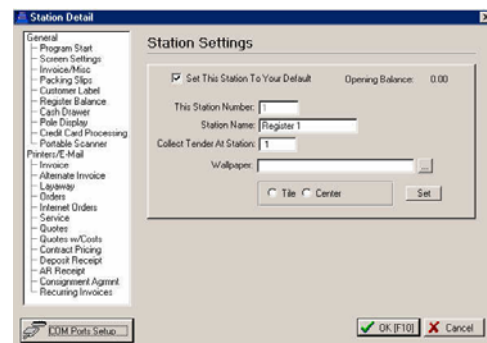 Station Detail
General
Program Start
Screen Settings
Invoice/Misc
Packing Slips
Customer Label
Register Balance
Cash Drawer
Pole Display
Credit Card Processing
Portable Scanner
Printers/E-Mail
Invoice
Alternate Invoice
Layaway
Orders
Internet Orders
Service
Quotes
Quotes w/Costs
Contract Pricing
Deposit Receipt
AR Receipt
Consignment Agmnt
Recurring Invoices
Station Settings
Set This Station To Your Default Opening Balance: 0.00
This Station Number: 1
Station Name: Register 1
Collect Tender At Station: 1
Wallpaper: ...
Tile Center Set
COM Ports Setup OK [F10] Cancel